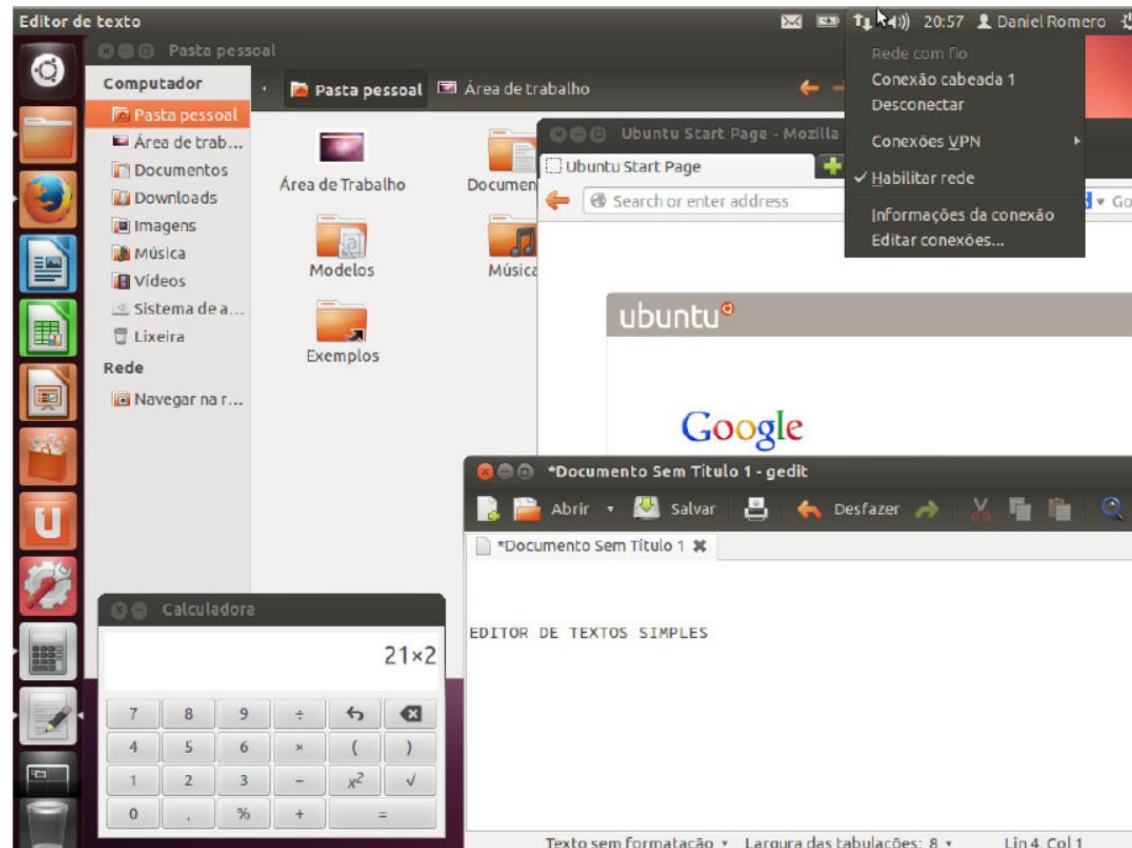 Editor de texto
20:57 Daniel Romero
Pasta pessoal
Computador
Pasta pessoal
Área de trab...
Documentos
Downloads
Imagens
Música
Vídeos
Sistema de a...
Lixeira
Rede
Navegar na r...
Pasta pessoal
Área de trabalho
Área de Trabalho
Documen
Modelos
Música
Exemplos
Rede com fio
Conexão cabeada 1
Desconectar
Conexões VPN
Habilitar rede
Informações da conexão
Editar conexões...
Ubuntu Start Page - Mozilla
Ubuntu Start Page
Search or enter address
Go
ubuntu
Google
*Documento Sem Título 1 - gedit
Abrir Salvar Desfazer
*Documento Sem Título 1
EDITOR DE TEXTOS SIMPLES
Texto sem formatação Largura das tabulações: 8 Lin 4, Col 1
Calculadora
21×2
7 8 9 ÷
4 5 6 × ( )
1 2 3 − x² √
0 , % + =